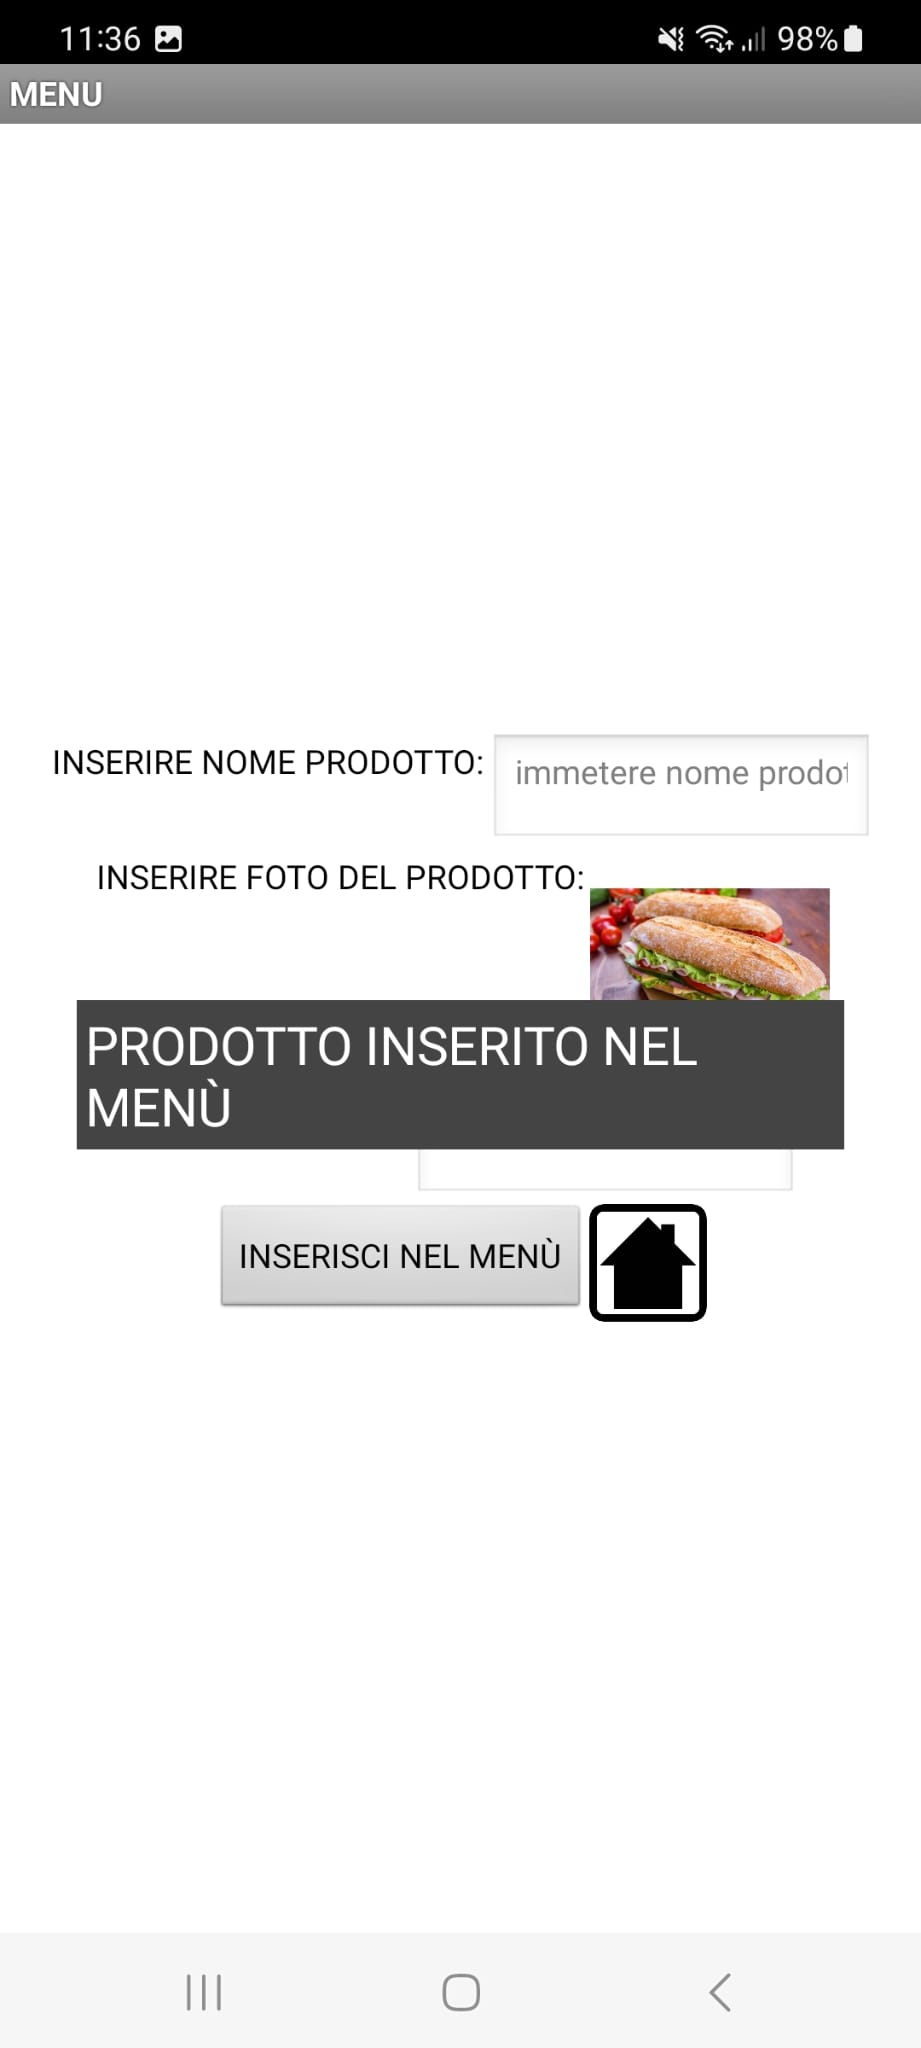 11:36 98%
MENU
INSERIRE NOME PRODOTTO: immetere nome prodot
INSERIRE FOTO DEL PRODOTTO:
PRODOTTO INSERITO NEL
MENÙ
INSERISCI NEL MENÙ